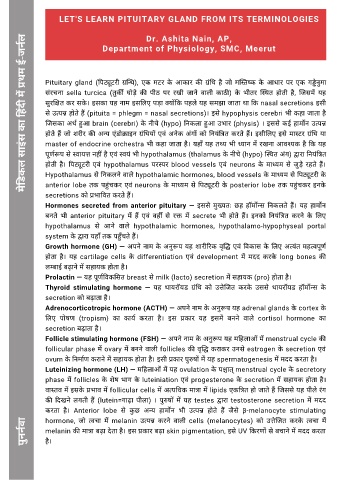 LET'S LEARN PITUITARY GLAND FROM ITS TERMINOLOGIES
Dr. Ashita Nain, AP,
Department of Physiology, SMC, Meerut
मेडिकल साइंस का हिंदी में प्रथम ई-जर्नल
पुनर्नवा
Pituitary gland (पिट्यूटरी ग्रन्थि), एक मटर के आकार की ग्रंथि है जो मस्तिष्क के आधार पर एक गड्ढेनुमा
संरचना sella turcica (तुर्की घोड़े की पीठ पर रखी जाने वाली काठी) के भीतर स्थित होती है, जिसमें यह
सुरक्षित कर सके। इसका यह नाम इसलिए पड़ा क्योंकि पहले यह समझा जाता था कि nasal secretions इसी
से उत्पन्न होते हैं (pituita = phlegm = nasal secretions)। इसे hypophysis cerebri भी कहा जाता है
जिसका अर्थ हुआ brain (cerebri) के नीचे (hypo) निकला हुआ उभार (physis) । इससे कई हार्मोन उत्पन्न
होते हैं जो शरीर की अन्य एंडोक्राइन ग्रंथियों एवं अनेक अंगों को नियंत्रित करते हैं। इसीलिए इसे मास्टर ग्रंथि या
master of endocrine orchestra भी कहा जाता है। यहाँ यह तथ्य भी ध्यान में रखना आवश्यक है कि यह
पूर्णरूप से स्वायत्त नहीं है एवं स्वयं भी hypothalamus (thalamus के नीचे (hypo) स्थित अंग) द्वारा नियंत्रित
होती है। पिट्यूटरी एवं hypothalamus परस्पर blood vessels एवं neurons के माध्यम से जुड़े रहते हैं।
Hypothalamus से निकलने वाले hypothalamic hormones, blood vessels के माध्यम से पिट्यूटरी के
anterior lobe तक पहुंचकर एवं neurons के माध्यम से पिट्यूटरी के posterior lobe तक पहुंचकर इनके
secretions को प्रभावित करते हैं।
Hormones secreted from anterior pituitary — इससे मुख्यतः छह हॉर्मोन्स निकलते हैं। यह हार्मोन
बनते भी anterior pituitary में हैं एवं वहीं से रक्त में secrete भी होते हैं। इनको नियंत्रित करने के लिए
hypothalamus से आने वाले hypothalamic hormones, hypothalamo-hypophyseal portal
system के द्वारा यहाँ तक पहुँचते हैं।
Growth hormone (GH) — अपने नाम के अनुरूप यह शारीरिक वृद्धि एवं विकास के लिए अत्यंत महत्वपूर्ण
होता है। यह cartilage cells के differentiation एवं development में मदद करके long bones की
लम्बाई बढ़ाने में सहायक होता है।
Prolactin — यह पूर्णविकसित breast से milk (lacto) secretion में सहायक (pro) होता है।
Thyroid stimulating hormone — यह थायरॉयड ग्रंथि को उत्तेजित करके उससे थायरॉयड हॉर्मोन्स के
secretion को बढ़ाता है।
Adrenocorticotropic hormone (ACTH) — अपने नाम के अनुरूप यह adrenal glands के cortex के
लिए पोषण (tropism) का कार्य करता है। इस प्रकार यह इसमें बनने वाले cortisol hormone का
secretion बढ़ाता है।
Follicle stimulating hormone (FSH) — अपने नाम के अनुरूप यह महिलाओं में menstrual cycle की
follicular phase में ovary में बनने वाली follicles की वृद्धि कराकर उनसे estrogen के secretion एवं
ovum के निर्माण कराने में सहायक होता है। इसी प्रकार पुरुषों में यह spermatogenesis में मदद करता है।
Luteinizing hormone (LH) — महिलाओं में यह ovulation के पश्चात् menstrual cycle के secretory
phase में follicles के शेष भाग के luteiniation एवं progesterone के secretion में सहायक होता है।
वास्तव में इसके प्रभाव में follicular cells में अत्यधिक मात्रा में lipids एकत्रित हो जाते हैं जिससे यह पीले रंग
की दिखने लगती हैं (lutein=गाढ़ा पीला) । पुरुषों में यह testes द्वारा testosterone secretion में मदद
करता है। Anterior lobe से कुछ अन्य हार्मोन भी उत्पन्न होते हैं जैसे β-melanocyte stimulating
hormone, जो त्वचा में melanin उत्पन्न करने वाली cells (melanocytes) को उत्तेजित करके त्वचा में
melanin की मात्रा बढ़ा देता है। इस प्रकार बढ़ा skin pigmentation, इसे UV किरणों से बचाने में मदद करता
है।